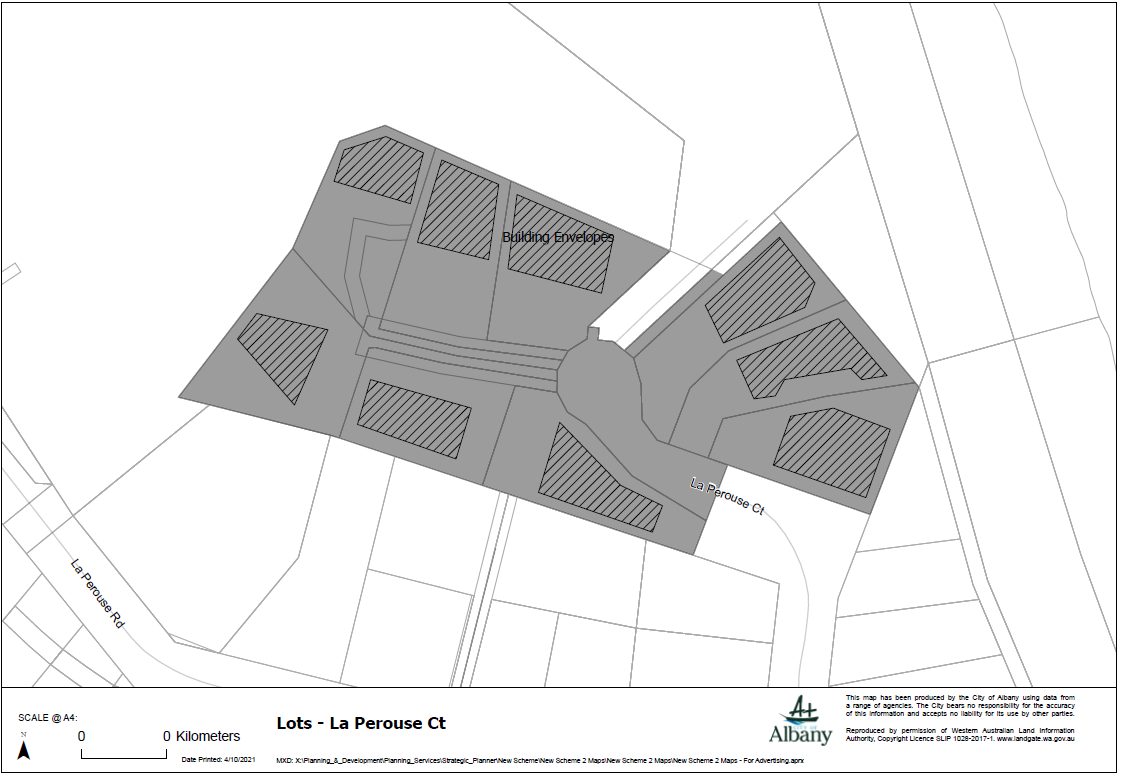 Building Envelopes
La Perouse Ct
La Perouse Rd
SCALE @ A4:
N
0 0 Kilometers
Date Printed: 4/10/2021
Lots - La Perouse Ct
MXD: X:\Planning_&_Development\Planning_Services\Strategic_Planner\New Scheme\New Scheme 2 Maps\New Scheme 2 Maps\New Scheme 2 Maps - For Advertising.aprx
Albany
This map has been produced by the City of Albany using data
from a range of agencies. The City bears no responsibility for the accuracy
of this information and accepts no liability for its use by other parties.
Reproduced by permission of Western Australian Land Information
Authority, Copyright Licence SLIP 1028-2017-1. www.landgate.wa.gov.au